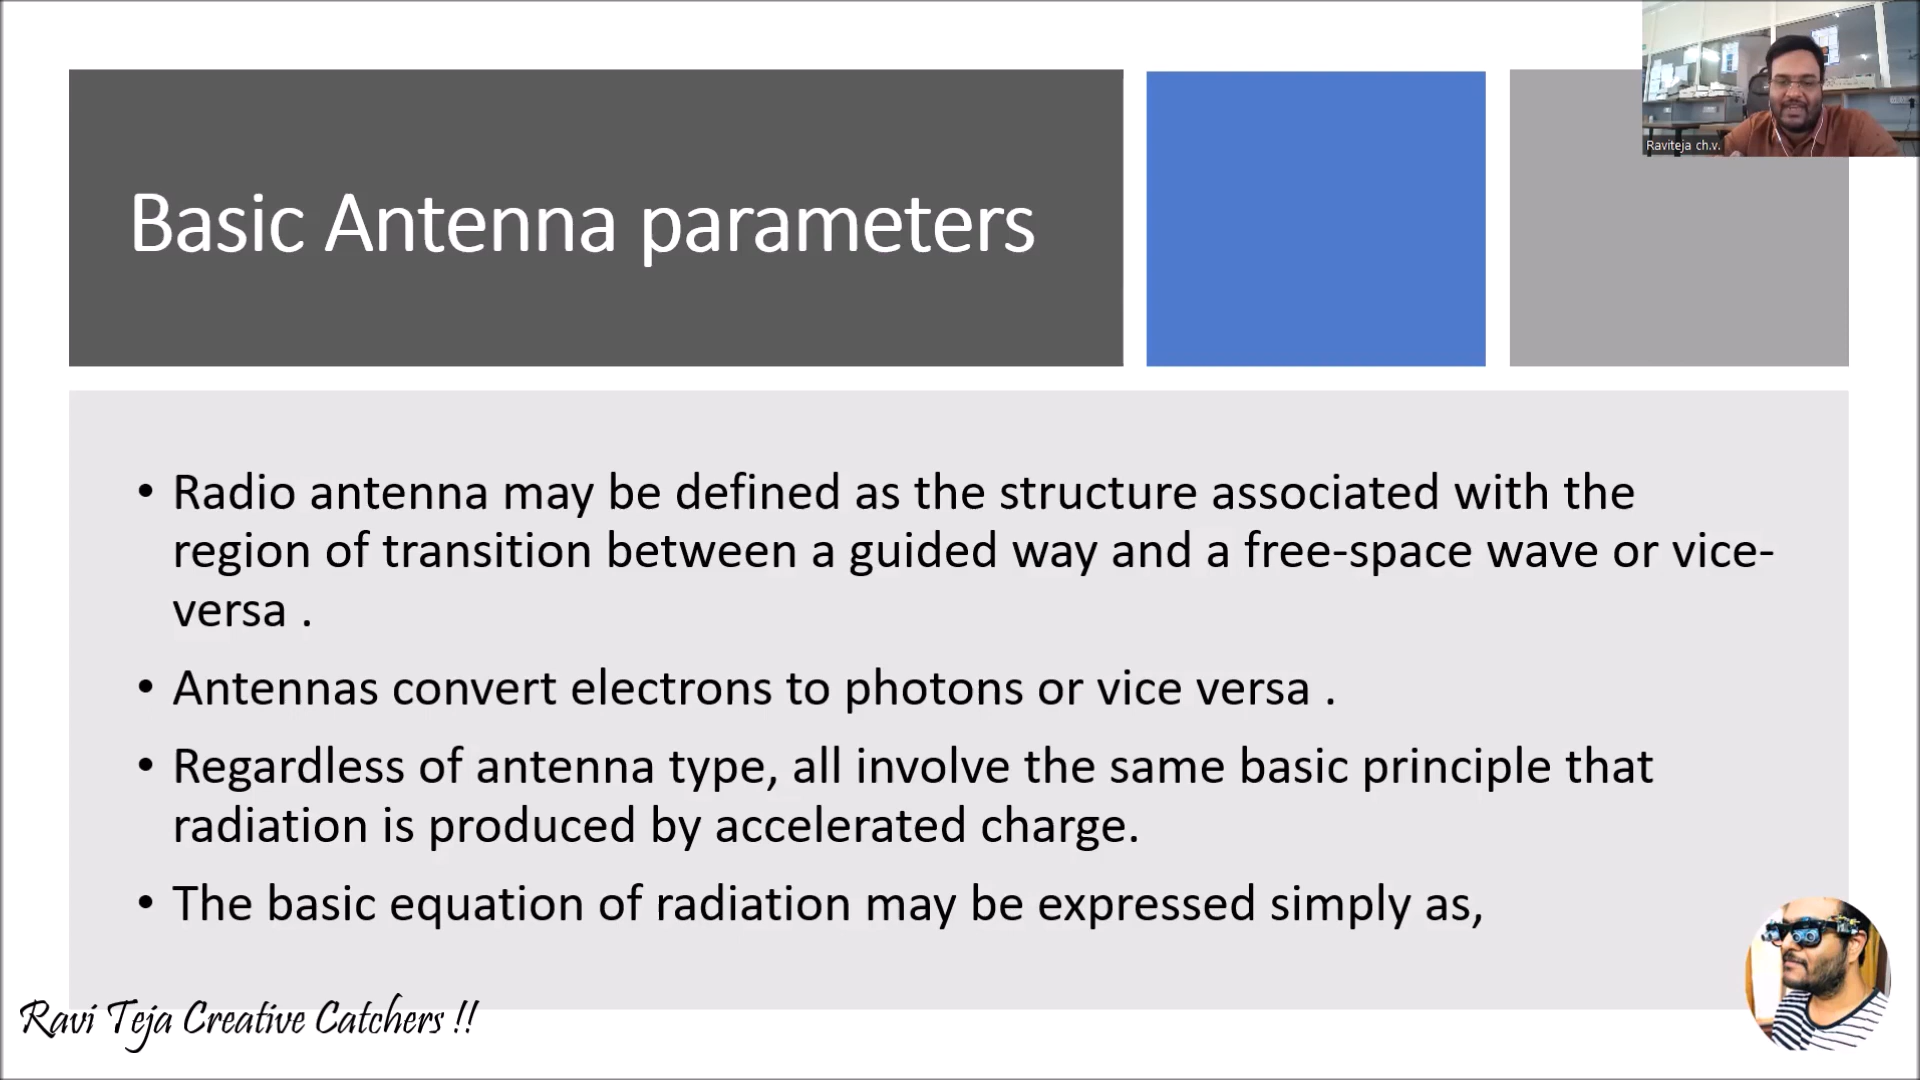 Raviteja ch.v.
Basic Antenna parameters
• Radio antenna may be defined as the structure associated with the
region of transition between a guided way and a free-space wave or vice-
versa .
• Antennas convert electrons to photons or vice versa .
• Regardless of antenna type, all involve the same basic principle that
radiation is produced by accelerated charge.
• The basic equation of radiation may be expressed simply as,
Ravi Teja Creative Catchers !!